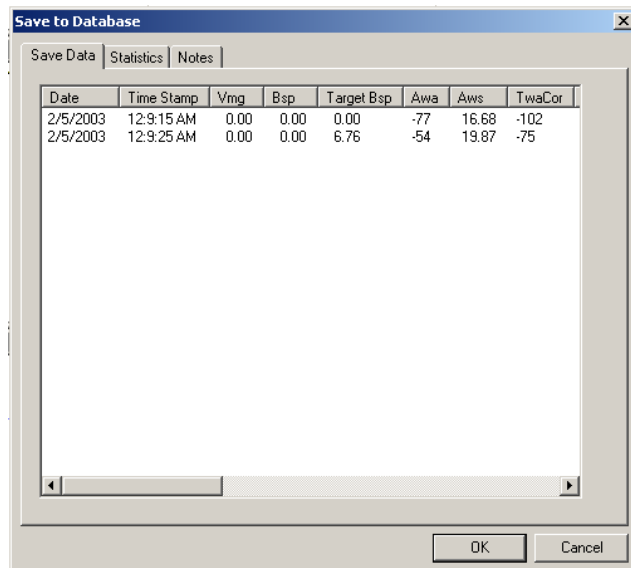 Save to Database
Save Data Statistics Notes
Date Time Stamp Vmg Bsp Target Bsp Awa Aws TwaCor
2/5/2003 12:9:15 AM 0.00 0.00 0.00 -77 16.68 -102
2/5/2003 12:9:25 AM 0.00 0.00 6.76 -54 19.87 -75
OK Cancel